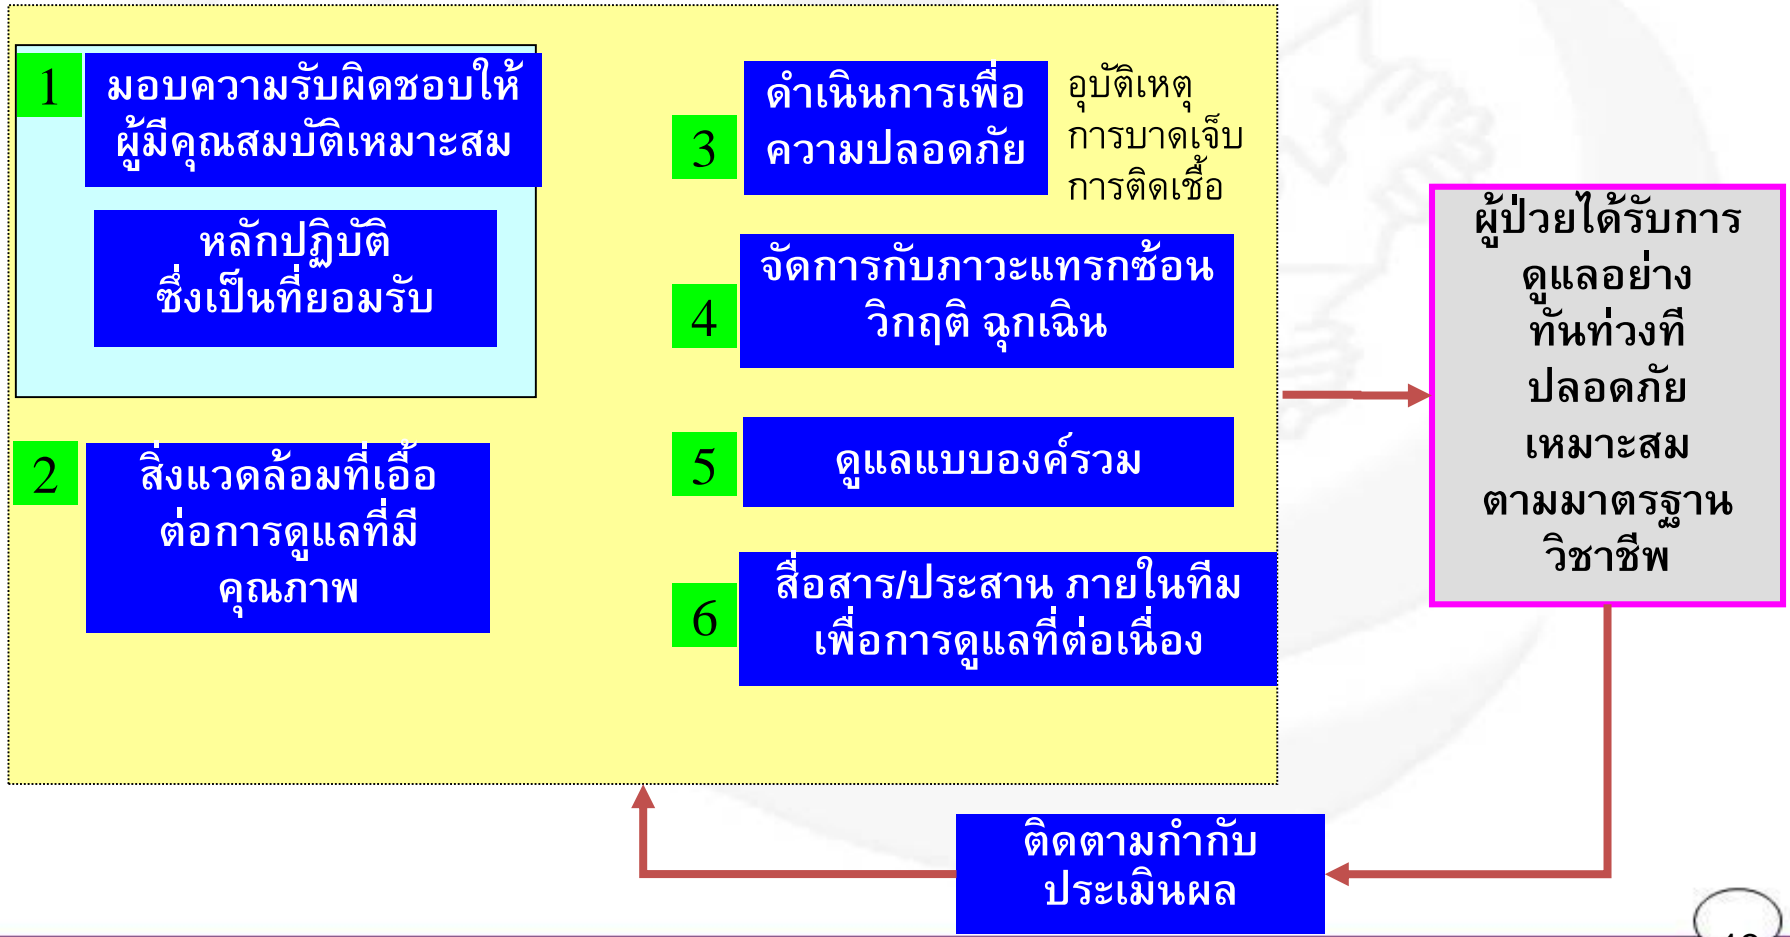 1
มอบความรับผิดชอบให้
ผู้มีคุณสมบัติเหมาะสม
หลักปฏิบัติ
ซึ่งเป็นที่ยอมรับ
2
สิ่งแวดล้อมที่เอื้อ
ต่อการดูแลที่มี
คุณภาพ
3
ดำเนินการเพื่อ
ความปลอดภัย
อุบัติเหตุ
การบาดเจ็บ
การติดเชื้อ
4
จัดการกับภาวะแทรกซ้อน
วิกฤติ ฉุกเฉิน
5
ดูแลแบบองค์รวม
6
สื่อสาร/ประสาน ภายในทีม
เพื่อการดูแลที่ต่อเนื่อง
ผู้ป่วยได้รับการ
ดูแลอย่าง
ทันท่วงที
ปลอดภัย
เหมาะสม
ตามมาตรฐาน
วิชาชีพ
ติดตามกำกับ
ประเมินผล